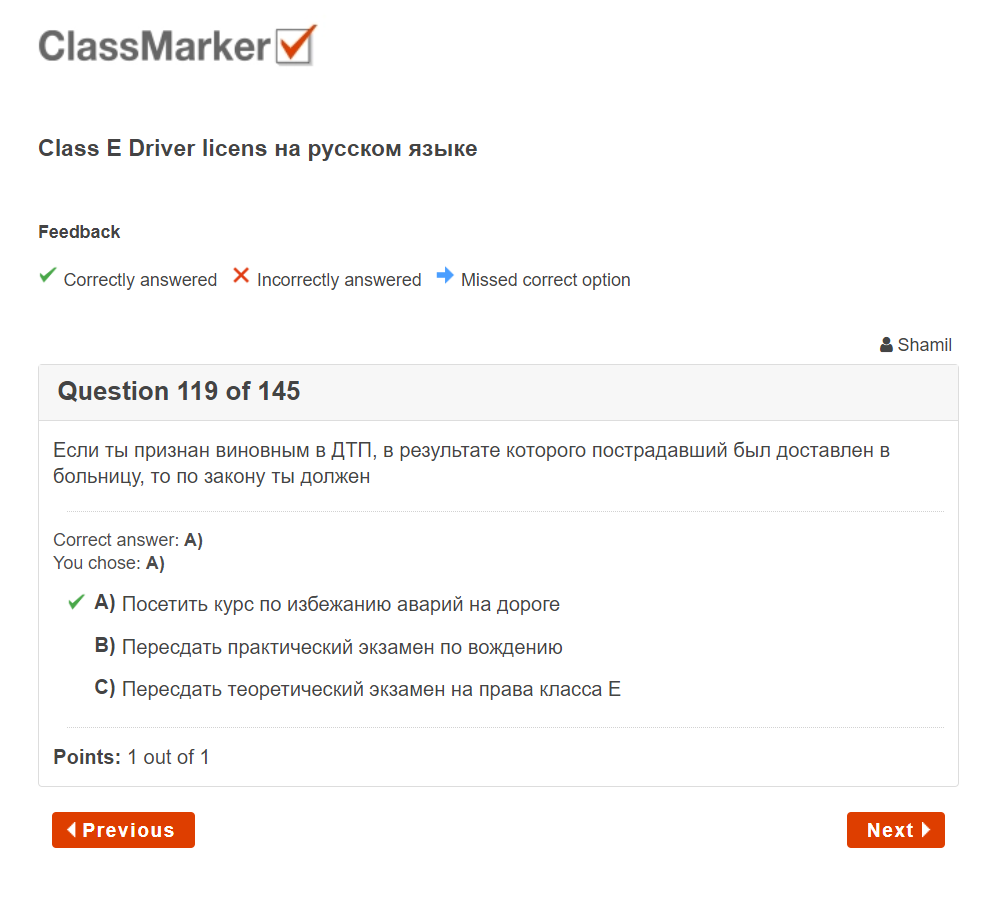 ClassMarker
Class E Driver licens на русском языке
Feedback
Correctly answered Incorrectly answered Missed correct option
Shamil
Question 119 of 145
Если ты признан виновным в ДТП, в результате которого пострадавший был доставлен в
больницу, то по закону ты должен
Correct answer: A)
You chose: A)
A) Посетить курс по избежанию аварий на дороге
B) Пересдать практический экзамен по вождению
C) Пересдать теоретический экзамен на права класса Е
Points: 1 out of 1
Previous Next